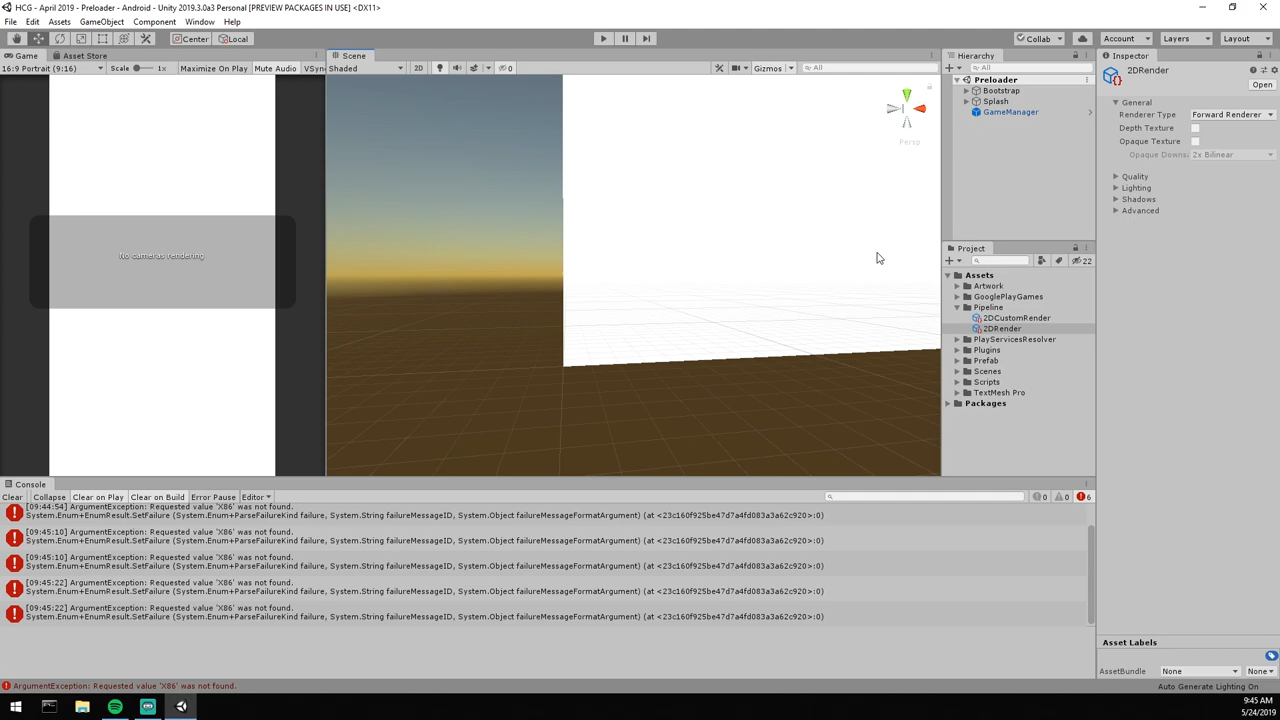 HCG - April 2019 - Preloader - Android - Unity 2019.3.0a3 Personal [PREVIEW PACKAGES IN USE] <DX11>
File Edit Assets GameObject Component Window Help
Center Local
Collab Account Layers Layout
Game Asset Store
16:9 Portrait (9:16) Scale 1x Maximize On Play Mute Audio VSyn
No cameras rendering
Scene
Shaded 2D 0 Gizmos All
Persp
Hierarchy
All
Preloader
Bootstrap
Splash
GameManager
Project
22
Assets
Artwork
GooglePlayGames
Pipeline
2DCustomRender
2DRender
PlayServicesResolver
Plugins
Prefab
Scenes
Scripts
TextMesh Pro
Packages
Inspector
2DRender
Open
General
Renderer Type Forward Renderer
Depth Texture
Opaque Texture
Opaque Downs: 2x Bilinear
Quality
Lighting
Shadows
Advanced
Asset Labels
AssetBundle None None
Console
Clear Collapse Clear on Play Clear on Build Error Pause Editor 0 0 6
[09:44:54] ArgumentException: Requested value 'X86' was not found.
System.Enum+EnumResult.SetFailure (System.Enum+ParseFailureKind failure, System.String failureMessageID, System.Object failureMessageFormatArgument) (at <23c160f925be47d7a4fd083a3a62c920>:0)
[09:45:10] ArgumentException: Requested value 'X86' was not found.
System.Enum+EnumResult.SetFailure (System.Enum+ParseFailureKind failure, System.String failureMessageID, System.Object failureMessageFormatArgument) (at <23c160f925be47d7a4fd083a3a62c920>:0)
[09:45:10] ArgumentException: Requested value 'X86' was not found.
System.Enum+EnumResult.SetFailure (System.Enum+ParseFailureKind failure, System.String failureMessageID, System.Object failureMessageFormatArgument) (at <23c160f925be47d7a4fd083a3a62c920>:0)
[09:45:22] ArgumentException: Requested value 'X86' was not found.
System.Enum+EnumResult.SetFailure (System.Enum+ParseFailureKind failure, System.String failureMessageID, System.Object failureMessageFormatArgument) (at <23c160f925be47d7a4fd083a3a62c920>:0)
[09:45:22] ArgumentException: Requested value 'X86' was not found.
System.Enum+EnumResult.SetFailure (System.Enum+ParseFailureKind failure, System.String failureMessageID, System.Object failureMessageFormatArgument) (at <23c160f925be47d7a4fd083a3a62c920>:0)
ArgumentException: Requested value 'X86' was not found.
Auto Generate Lighting On
9:45 AM
5/24/2019